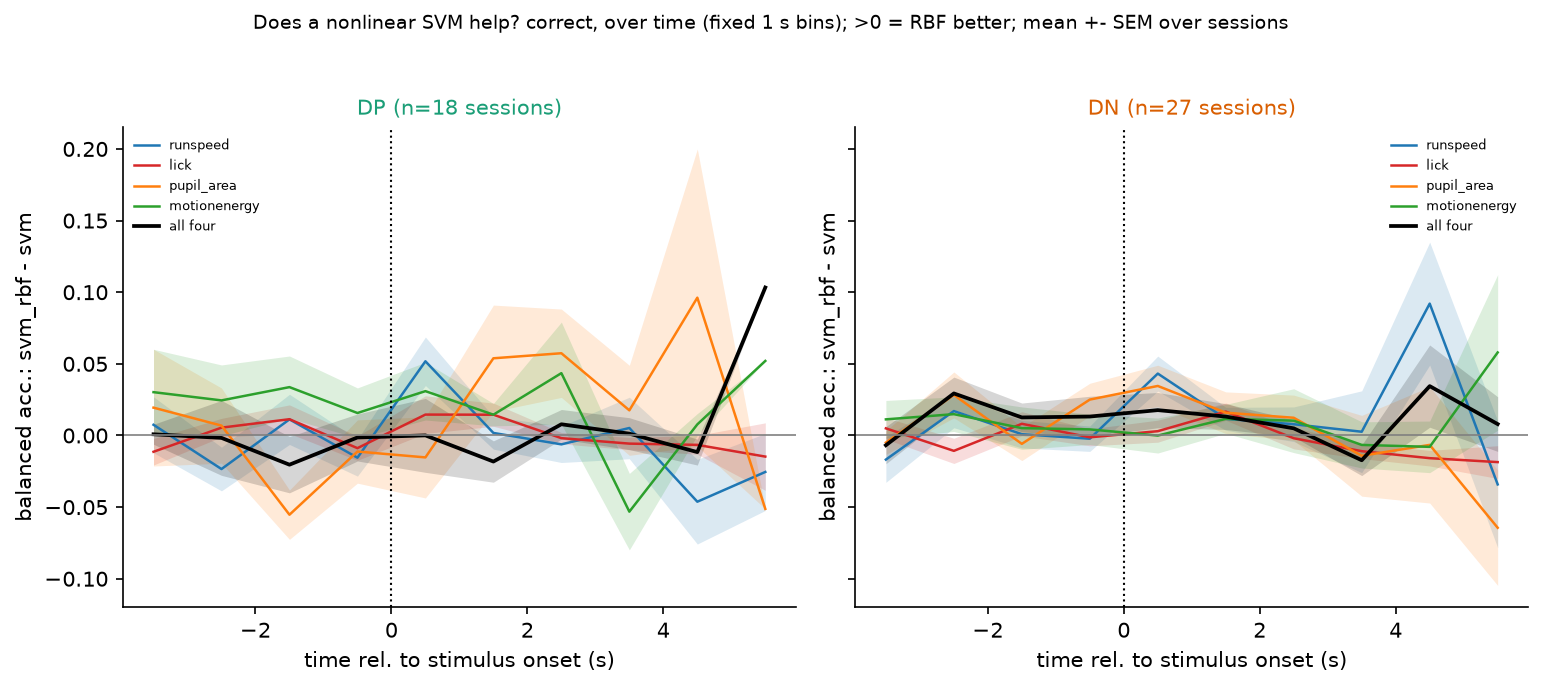 Does a nonlinear SVM help? correct, over time (fixed 1 s bins); >0 = RBF better; mean +- SEM over sessions
DP (n=18 sessions)
runspeed
lick
pupil_area
motionenergy
all four
0.20
0.15
0.10
0.05
0.00
−0.05
−0.10
balanced acc.: svm_rbf - svm
−2
0
2
4
time rel. to stimulus onset (s)
DN (n=27 sessions)
runspeed
lick
pupil_area
motionenergy
all four
balanced acc.: svm_rbf - svm
−2
0
2
4
time rel. to stimulus onset (s)